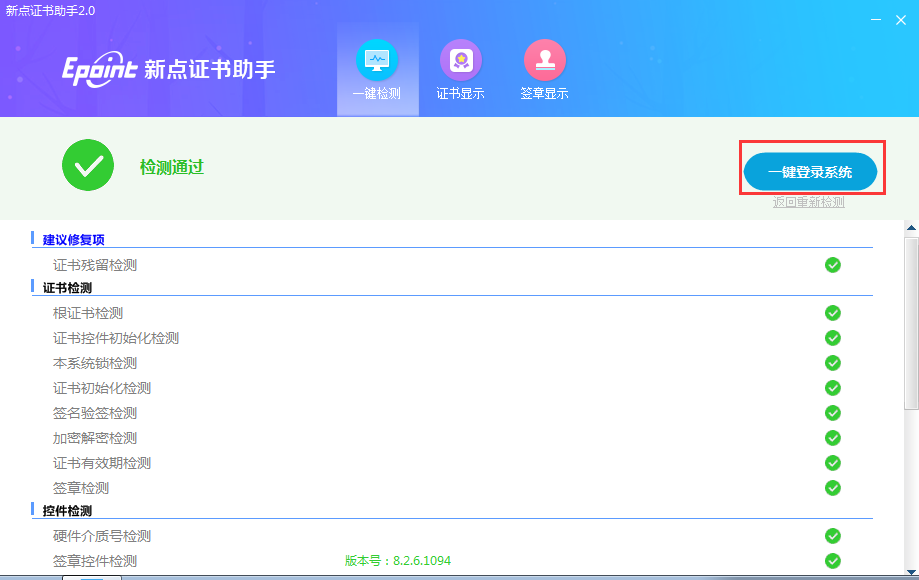 新点证书助手2.0
Epoint 新点证书助手
一键检测
证书显示
签章显示
检测通过
一键登录系统
返回重新检测
建议修复项
证书残留检测
证书检测
根证书检测
证书控件初始化检测
本系统锁检测
证书初始化检测
签名验签检测
加密解密检测
证书有效期检测
签章检测
控件检测
硬件介质号检测
签章控件检测 版本号：8.2.6.1094